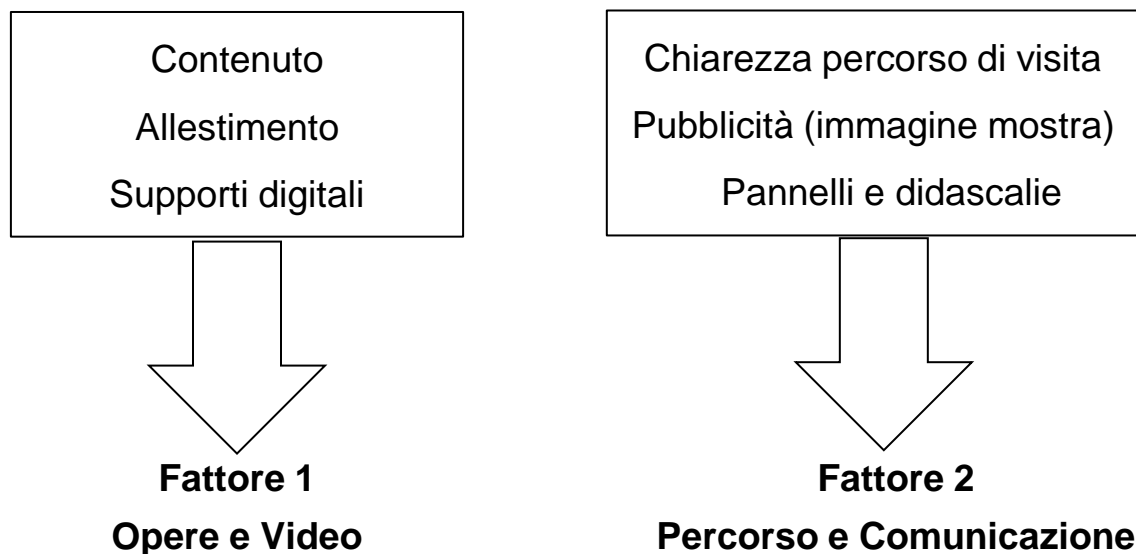 Contenuto
Allestimento
Supporti digitali
Chiarezza percorso di visita
Pubblicità (immagine mostra)
Pannelli e didascalie
Fattore 1
Opere e Video
Fattore 2
Percorso e Comunicazione